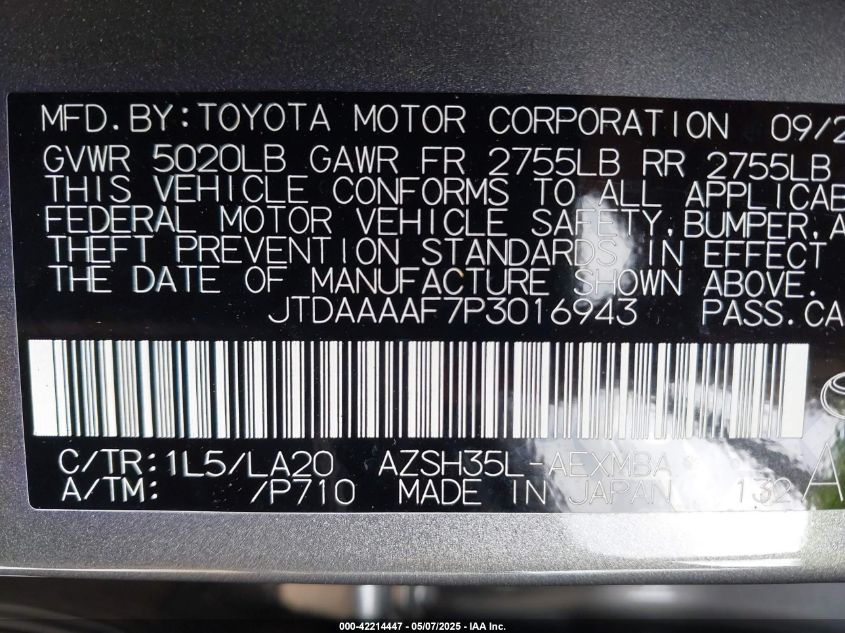 MFD.BY:TOYOTA MOTOR CORPORATION 09/2
GVWR 5020LB GAWR FR 2755LB RR 2755LB
THIS VEHICLE CONFORMS TO ALL APPLICAB
FEDERAL MOTOR VEHICLE SAFETY,BUMPER,A
THEFT PREVENTION STANDARDS IN EFFECT
THE DATE OF MANUFACTURE SHOWN ABOVE.
JTDAAAAF7P3016943 PASS.CA
C/TR:1L5/LA20 AZSH35L-AEXMBA
A/TM: /P710 MADE IN JAPAN 132 A
000-42214447 - 05/07/2025 - IAA Inc.